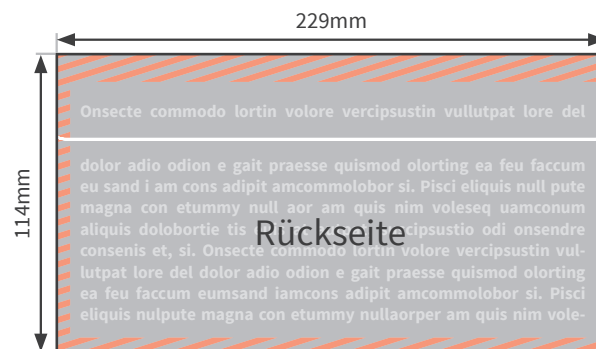 229mm
114mm
Onsecte commodo lortin volore vercipsustin vullutpat lore del
dolor adio odion e gait praesse quismod olorting ea feu faccum
eu sand i am cons adipit amcommolobor si. Pisci eliquis null pute
magna con etummy null aor am quis nim voleseq uamconum
aliquis dolobortie tis cipsustio odi onsendre
Rückseite
consenis et, si. Onsecte commodo lortin volore vercipsustin vul-
lutpat lore del dolor adio odion e gait praesse quismod olorting
ea feu faccum eumsand iamcons adipit amcommolobor si. Pisci
eliquis nulpute magna con etummy nullaorper am quis nim vole-